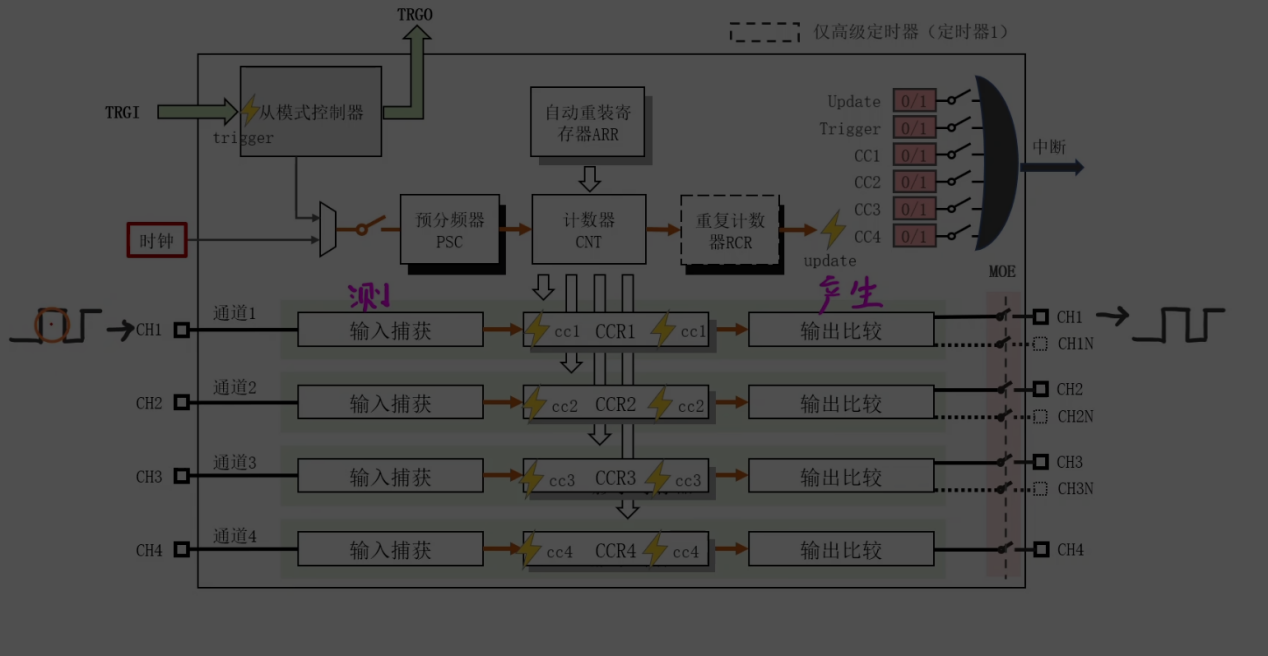 TRGO
仅高级定时器（定时器1）
TRGI
从模式控制器
trigger
自动重装寄
存器ARR
Update 0/1
Trigger 0/1
CC1 0/1
CC2 0/1
CC3 0/1
CC4 0/1
中断
时钟
预分频器
PSC
计数器
CNT
重复计数
器RCR
update
MOE
测
产生
CH1 通道1 输入捕获 cc1 CCR1 cc1 输出比较 CH1
CH1N
CH2 通道2 输入捕获 cc2 CCR2 cc2 输出比较 CH2
CH2N
CH3 通道3 输入捕获 cc3 CCR3 cc3 输出比较 CH3
CH3N
CH4 通道4 输入捕获 cc4 CCR4 cc4 输出比较 CH4